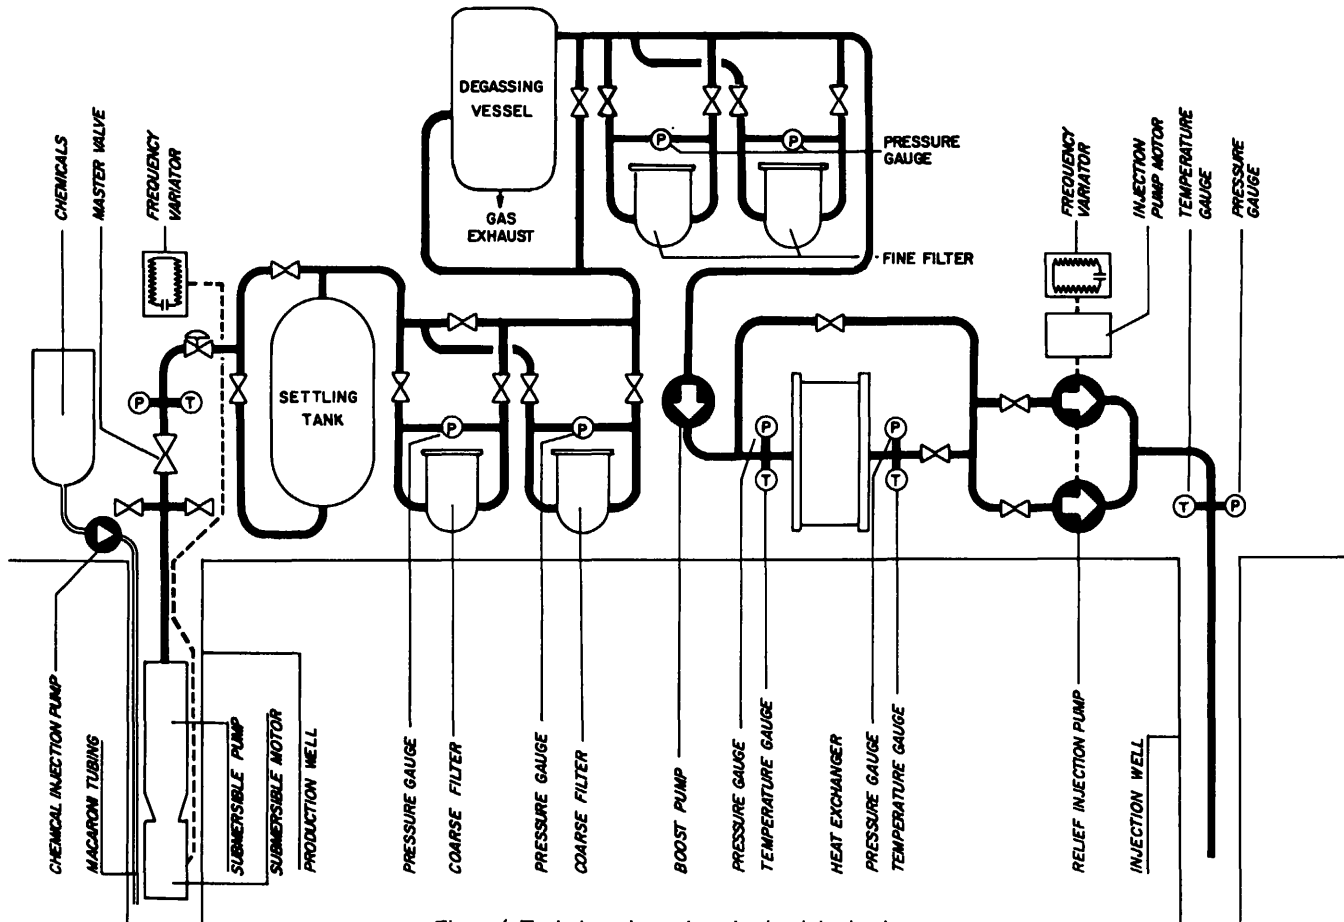 CHEMICALS
MASTER VALVE
FREQUENCY
VARIATOR
DEGASSING
VESSEL
GAS
EXHAUST
PRESSURE
GAUGE
FINE FILTER
FREQUENCY
VARIATOR
INJECTION
PUMP MOTOR
TEMPERATURE
GAUGE
PRESSURE
GAUGE
P
P
P
T
SETTLING
TANK
P
P
P
T
P
T
T
P
CHEMICAL INJECTION PUMP
MACARONI TUBING
SUBMERSIBLE PUMP
SUBMERSIBLE MOTOR
PRODUCTION WELL
PRESSURE GAUGE
COARSE FILTER
PRESSURE GAUGE
COARSE FILTER
BOOST PUMP
PRESSURE GAUGE
TEMPERATURE GAUGE
HEAT EXCHANGER
PRESSURE GAUGE
TEMPERATURE GAUGE
RELIEF INJECTION PUMP
INJECTION WELL